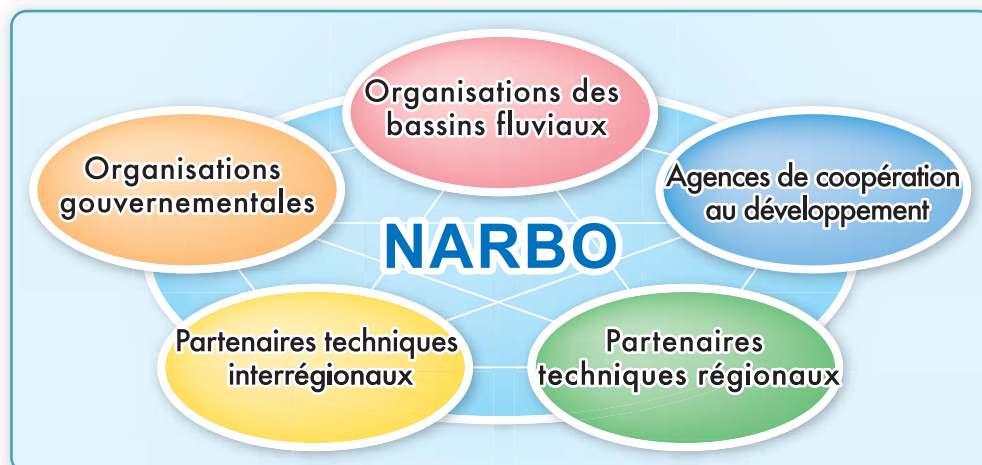 Organisations des
bassins fluviaux
Organisations
gouvernementales
Agences de coopération
au développement
NARBO
Partenaires techniques
interrégionaux
Partenaires
techniques régionaux